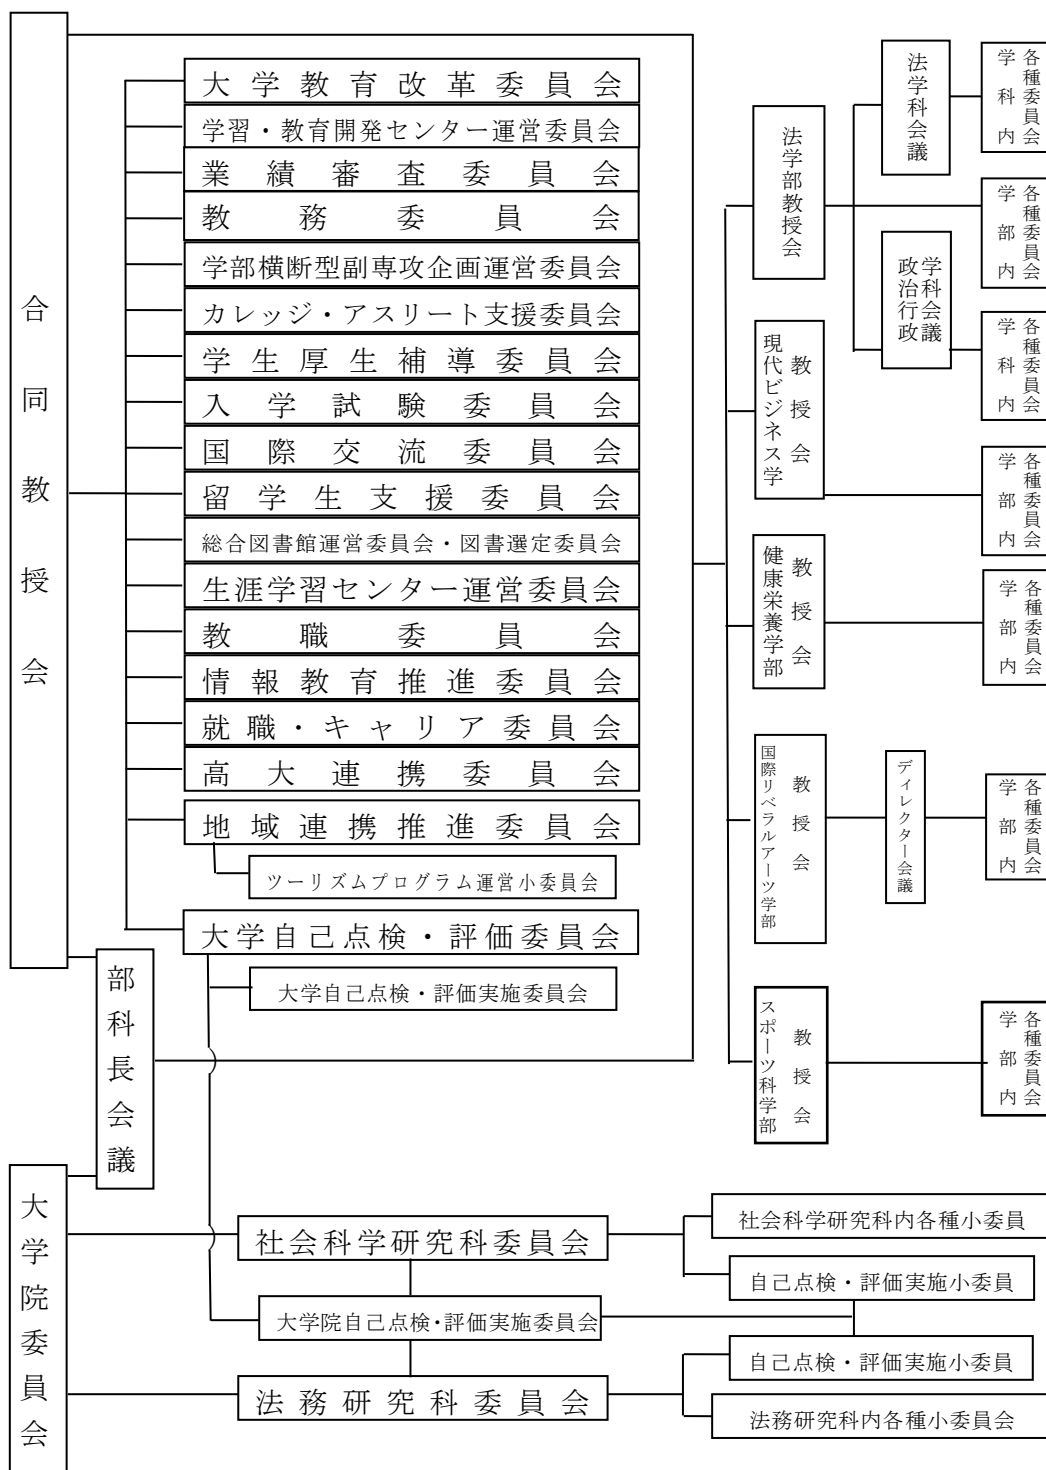 合同教授会
大学教育改革委員会
学習・教育開発センター運営委員会
業績審査委員会
教務委員会
学部横断型副専攻企画運営委員会
カレッジ・アスリート支援委員会
学生厚生補導委員会
入学試験委員会
国際交流委員会
留学生支援委員会
総合図書館運営委員会・図書選定委員会
生涯学習センター運営委員会
教職委員会
情報教育推進委員会
就職・キャリア委員会
高大連携委員会
地域連携推進委員会
ツーリズムプログラム運営小委員会
大学自己点検・評価委員会
大学自己点検・評価実施委員会
部科長会議
法学部教授会
法学科会議
学科内
各種委員会
学部内
各種委員会
政治行政
学科会議
学科内
各種委員会
現代ビジネス学
教授会
学部内
各種委員会
健康栄養学部
教授会
学部内
各種委員会
国際リベラルアーツ学部
教授会
ディレクター会議
学部内
各種委員会
スポーツ科学部
教授会
学部内
各種委員会
大学院委員会
社会科学研究科委員会
社会科学研究科内各種小委員
自己点検・評価実施小委員
大学院自己点検・評価実施委員会
自己点検・評価実施小委員
法務研究科委員会
法務研究科内各種小委員会